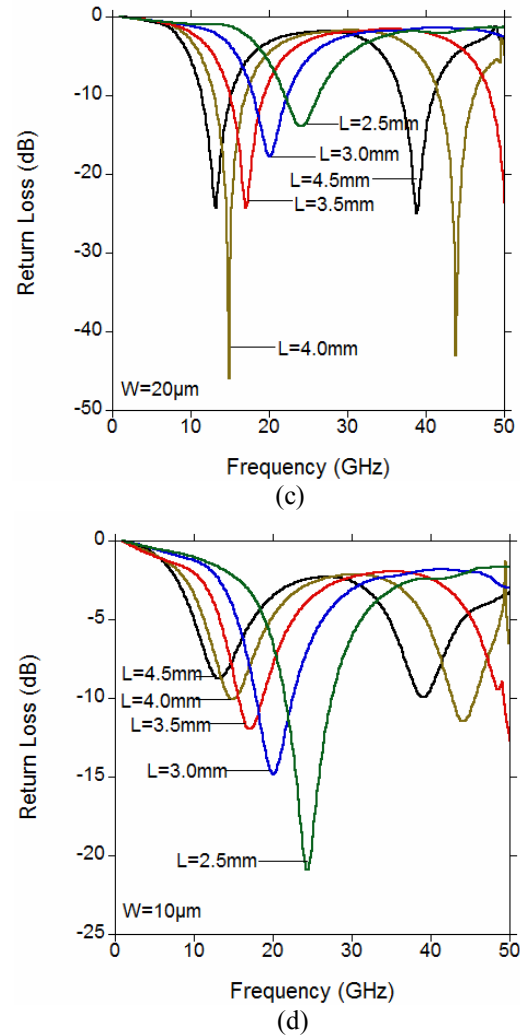 0
-10
-20
-30
-40
-50
Return Loss (dB)
L=2.5mm
L=3.0mm
L=4.5mm
L=3.5mm
L=4.0mm
W=20µm
0 10 20 30 40 50
Frequency (GHz)
(c)
0
-5
-10
-15
-20
-25
Return Loss (dB)
L=4.5mm
L=4.0mm
L=3.5mm
L=3.0mm
L=2.5mm
W=10µm
0 10 20 30 40 50
Frequency (GHz)
(d)